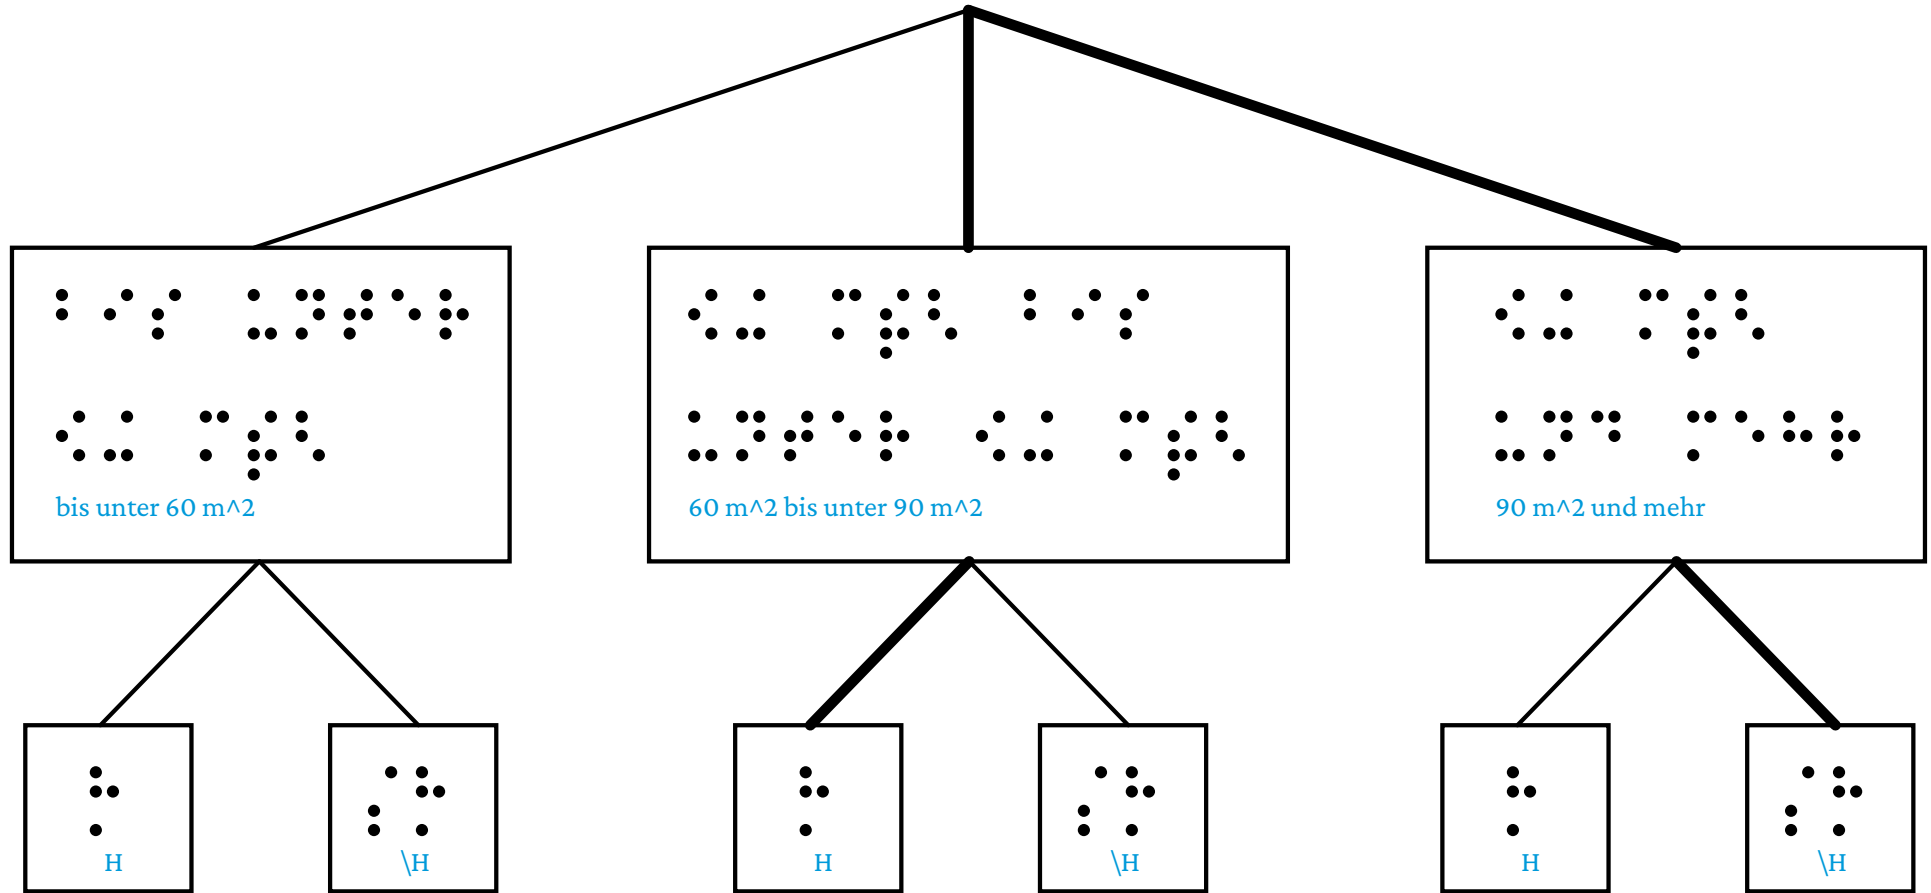 ⠃⠊⠎ ⠥⠝⠞⠑⠗
⠪⠬ ⠍⡮⠣
bis unter 60 m^2
⠪⠬ ⠍⡮⠣ ⠃⠊⠎
⠥⠝⠞⠑⠗ ⠪⠬ ⠍⡮⠣
60 m^2 bis unter 90 m^2
⠪⠬ ⠍⡮⠣
⠥⠝⠙ ⠍⠑⠓⠗
90 m^2 und mehr
⡓
H
⡌⡓
\H
⡓
H
⡌⡓
\H
⡓
H
⡌⡓
\H